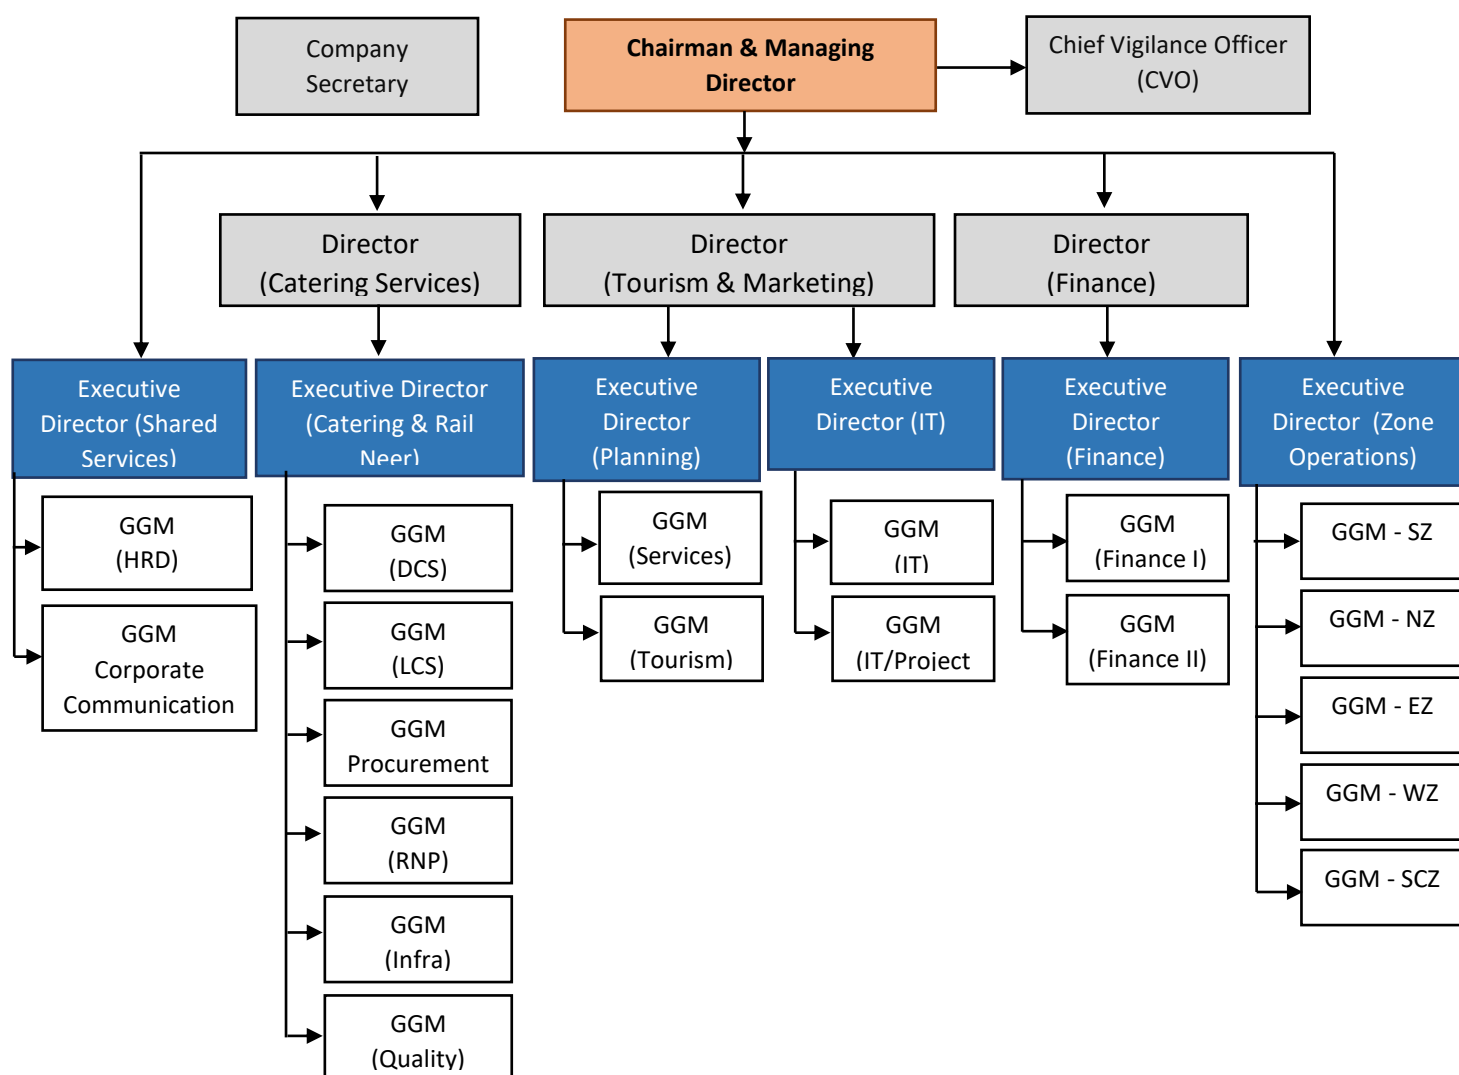 Company
Secretary
Chairman & Managing
Director
Chief Vigilance Officer
(CVO)
Director
(Catering Services)
Director
(Tourism & Marketing)
Director
(Finance)
Executive
Director (Shared
Services)
Executive Director
(Catering & Rail
Neer)
Executive
Director
(Planning)
Executive
Director (IT)
Executive
Director
(Finance)
Executive
Director (Zone
Operations)
GGM
(HRD)
GGM
Corporate
Communication
GGM
(DCS)
GGM
(LCS)
GGM
Procurement
GGM
(RNP)
GGM
(Infra)
GGM
(Quality)
GGM
(Services)
GGM
(Tourism)
GGM
(IT)
GGM
(IT/Project
GGM
(Finance I)
GGM
(Finance II)
GGM - SZ
GGM - NZ
GGM - EZ
GGM - WZ
GGM - SCZ